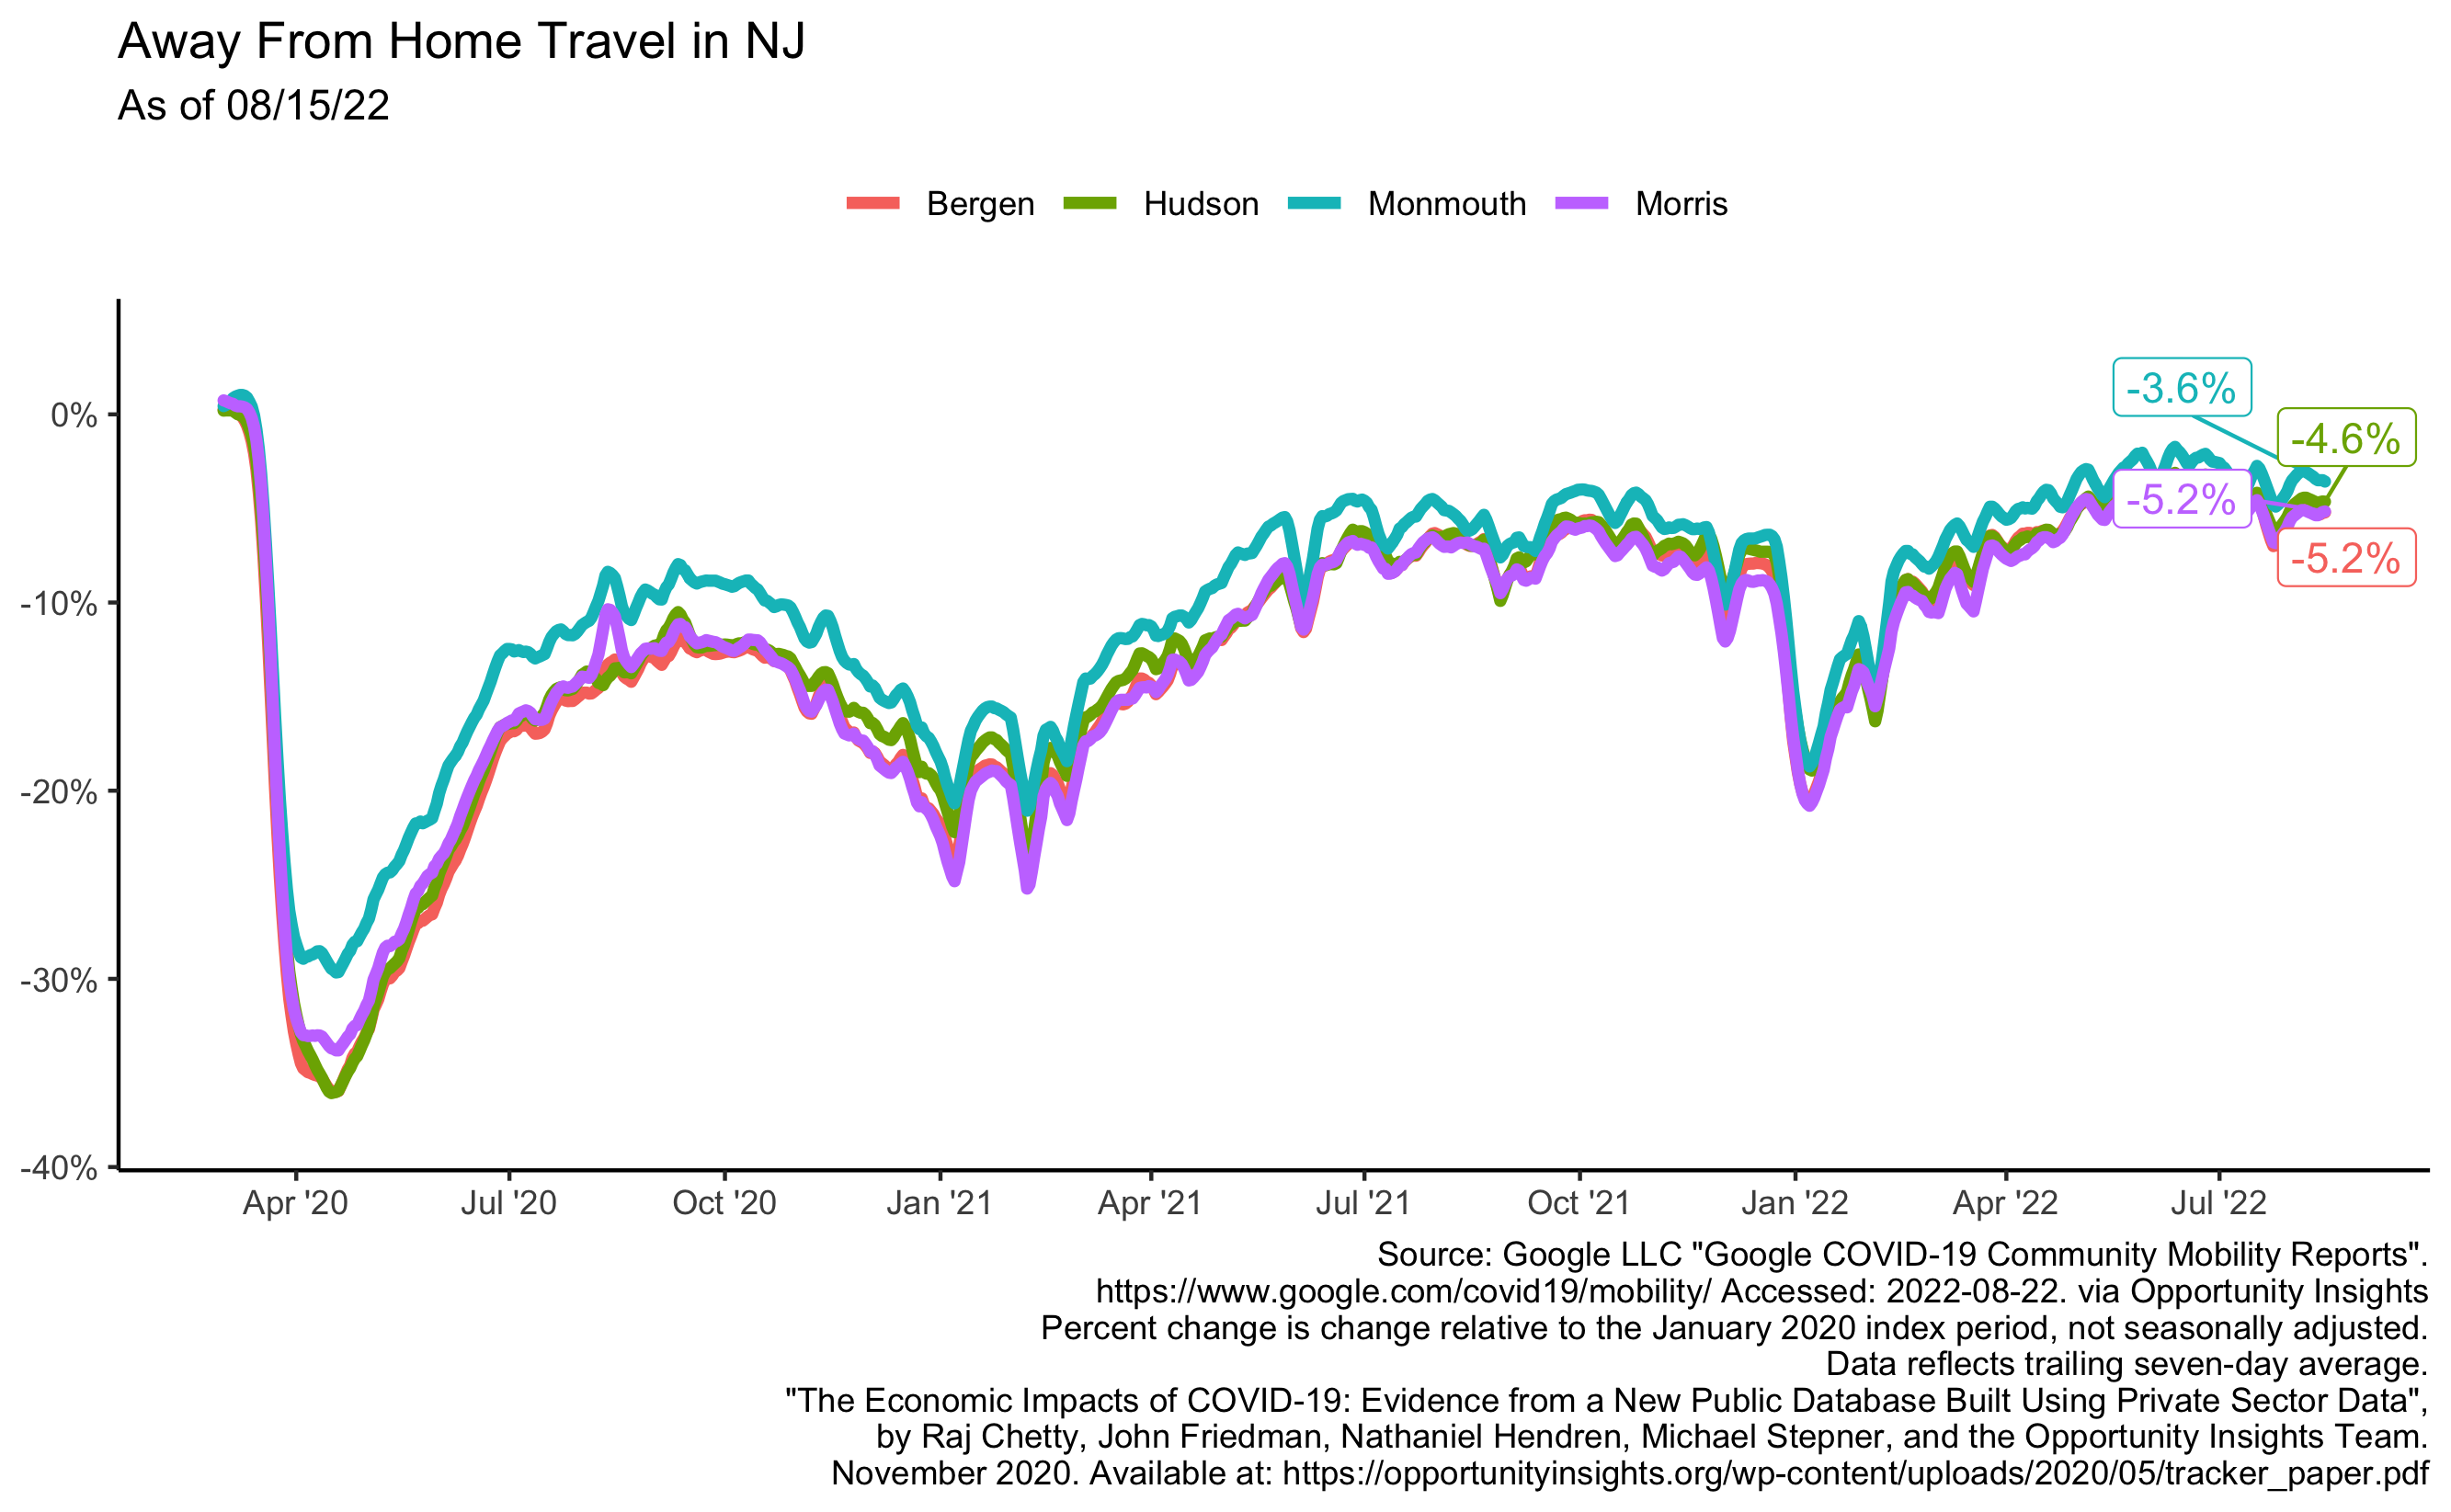 Away From Home Travel in NJ
As of 08/15/22
Bergen Hudson Monmouth Morris
0%
-10%
-20%
-30%
-40%
-3.6%
-4.6%
-5.2%
-5.2%
Apr '20 Jul '20 Oct '20 Jan '21 Apr '21 Jul '21 Oct '21 Jan '22 Apr '22 Jul '22
Source: Google LLC "Google COVID-19 Community Mobility Reports".
https://www.google.com/covid19/mobility/ Accessed: 2022-08-22. via Opportunity Insights
Percent change is change relative to the January 2020 index period, not seasonally adjusted.
Data reflects trailing seven-day average.
"The Economic Impacts of COVID-19: Evidence from a New Public Database Built Using Private Sector Data",
by Raj Chetty, John Friedman, Nathaniel Hendren, Michael Stepner, and the Opportunity Insights Team.
November 2020. Available at: https://opportunityinsights.org/wp-content/uploads/2020/05/tracker_paper.pdf